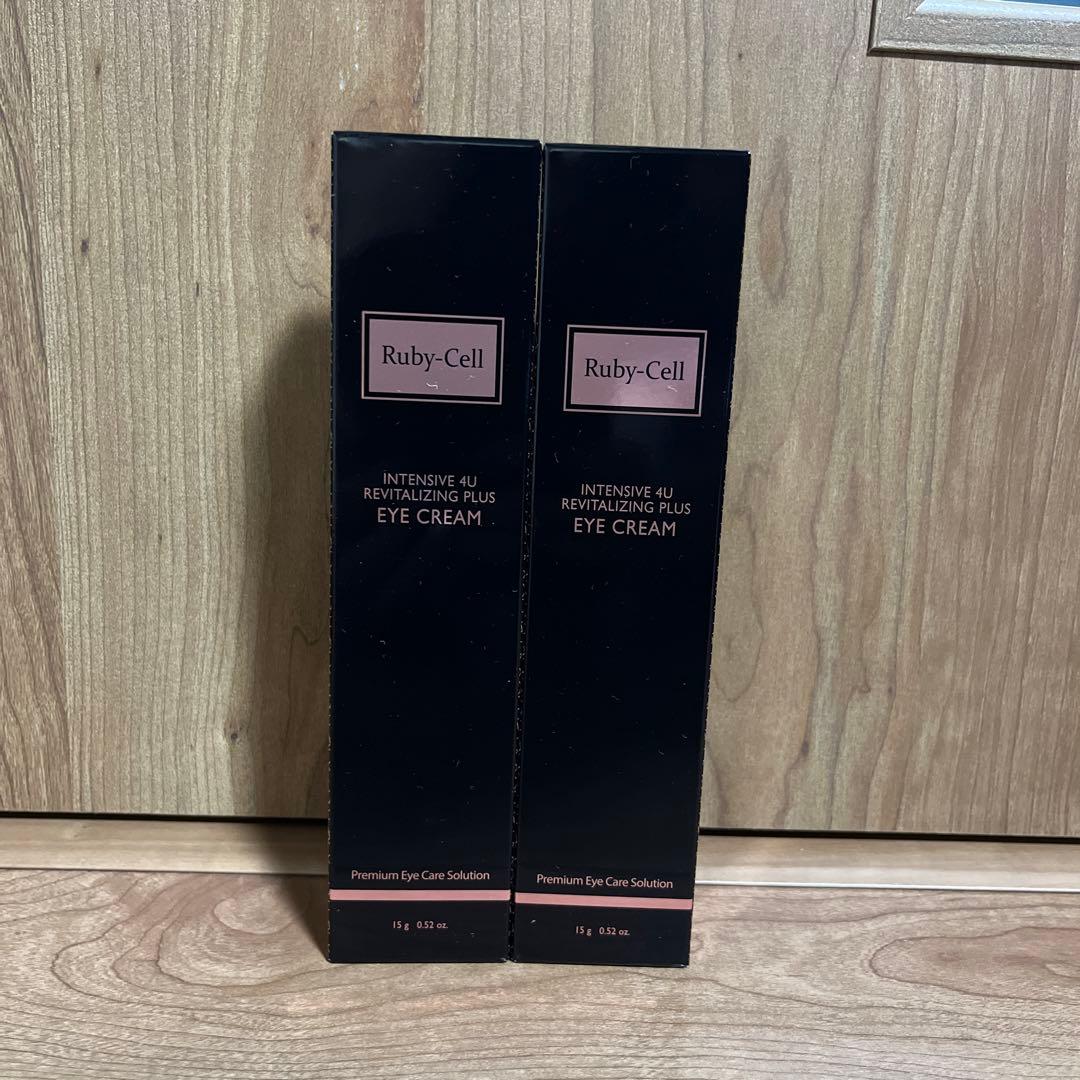 Ruby-Cell
INTENSIVE 4U
REVITALIZING PLUS
EYE CREAM
Premium Eye Care Solution
15 g 0.52 oz.
Ruby-Cell
INTENSIVE 4U
REVITALIZING PLUS
EYE CREAM
Premium Eye Care Solution
15 g 0.52 oz.